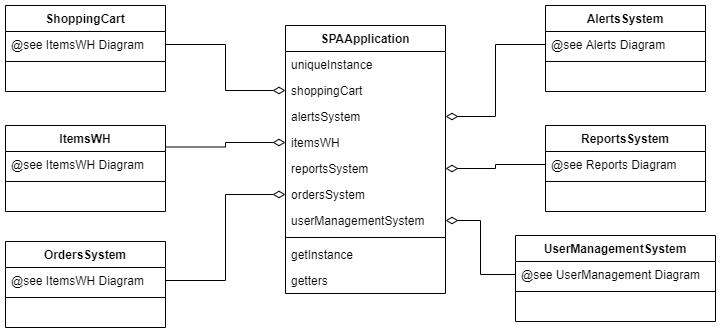 ShoppingCart
@see ItemsWH Diagram
ItemsWH
@see ItemsWH Diagram
OrdersSystem
@see ItemsWH Diagram
SPAApplication
uniqueInstance
shoppingCart
alertsSystem
itemsWH
reportsSystem
ordersSystem
userManagementSystem
getInstance
getters
AlertsSystem
@see Alerts Diagram
ReportsSystem
@see Reports Diagram
UserManagementSystem
@see UserManagement Diagram